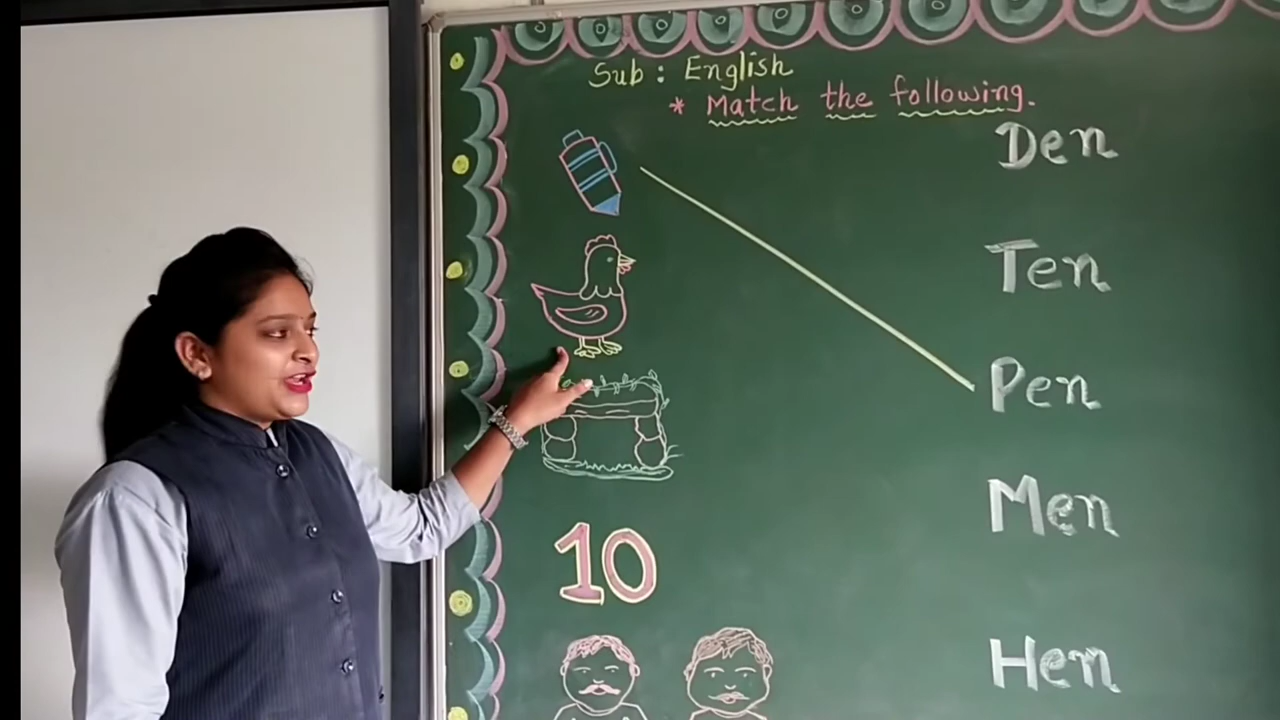 Sub : English
* Match the following.
Den
Ten
Pen
Men
10
Hen